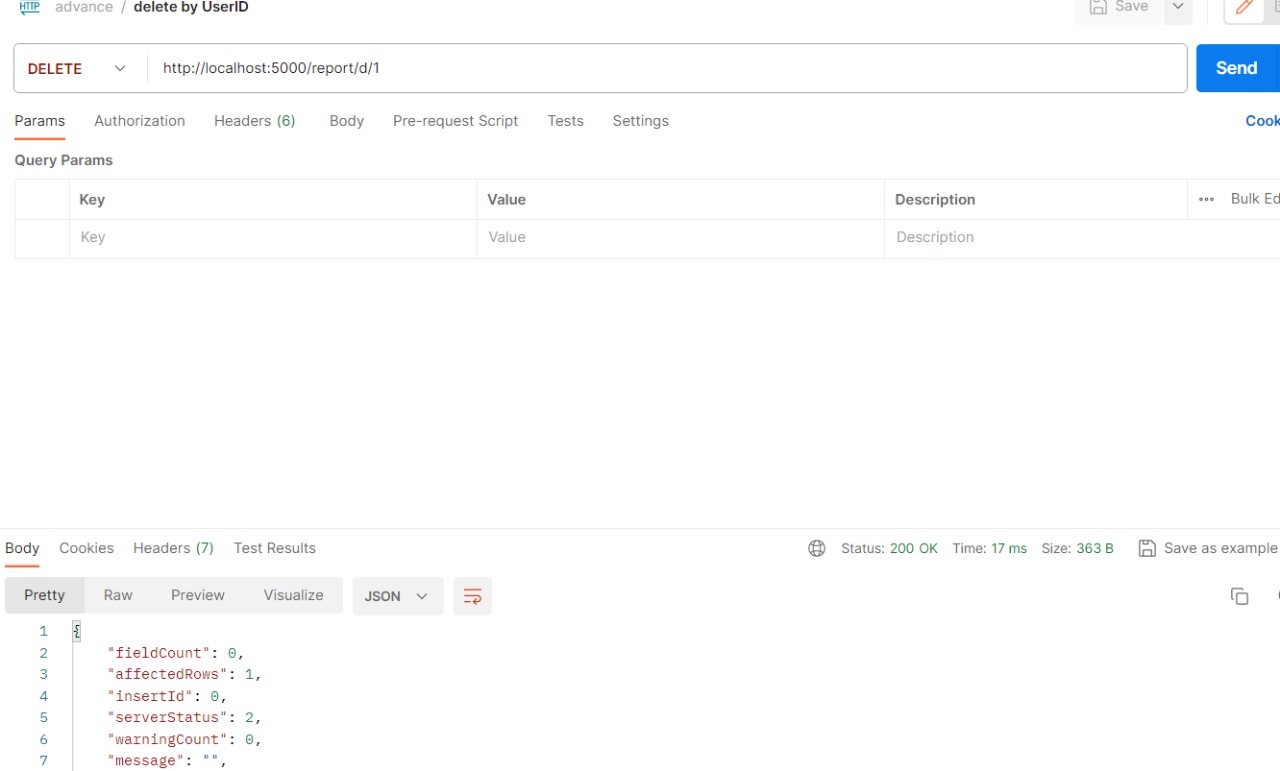 HTTP advance / delete by UserID Save
DELETE http://localhost:5000/report/d/1 Send
Params Authorization Headers (6) Body Pre-request Script Tests Settings Cook
Query Params
Key Value Description ••• Bulk Ed
Key Value Description
Body Cookies Headers (7) Test Results Status: 200 OK Time: 17 ms Size: 363 B Save as example
Pretty Raw Preview Visualize JSON
1 {
2 "fieldCount": 0,
3 "affectedRows": 1,
4 "insertId": 0,
5 "serverStatus": 2,
6 "warningCount": 0,
7 "message": "",